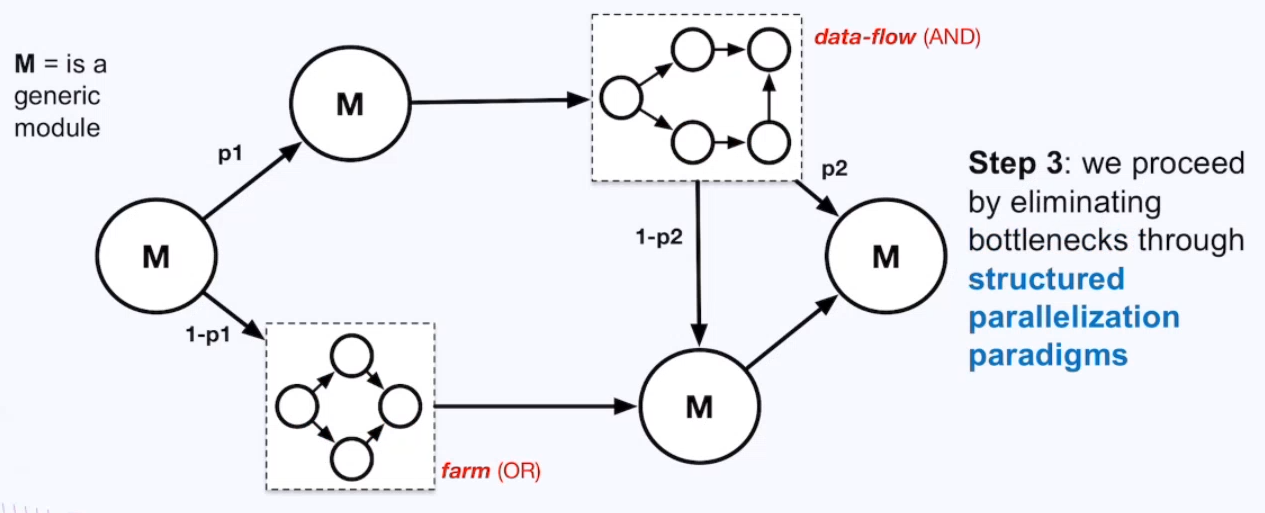 M = is a
generic
module
data-flow (AND)
M
p1
p2
Step 3: we proceed
by eliminating
bottlenecks through
structured
parallelization
paradigms
1-p2
M
M
1-p1
M
farm (OR)